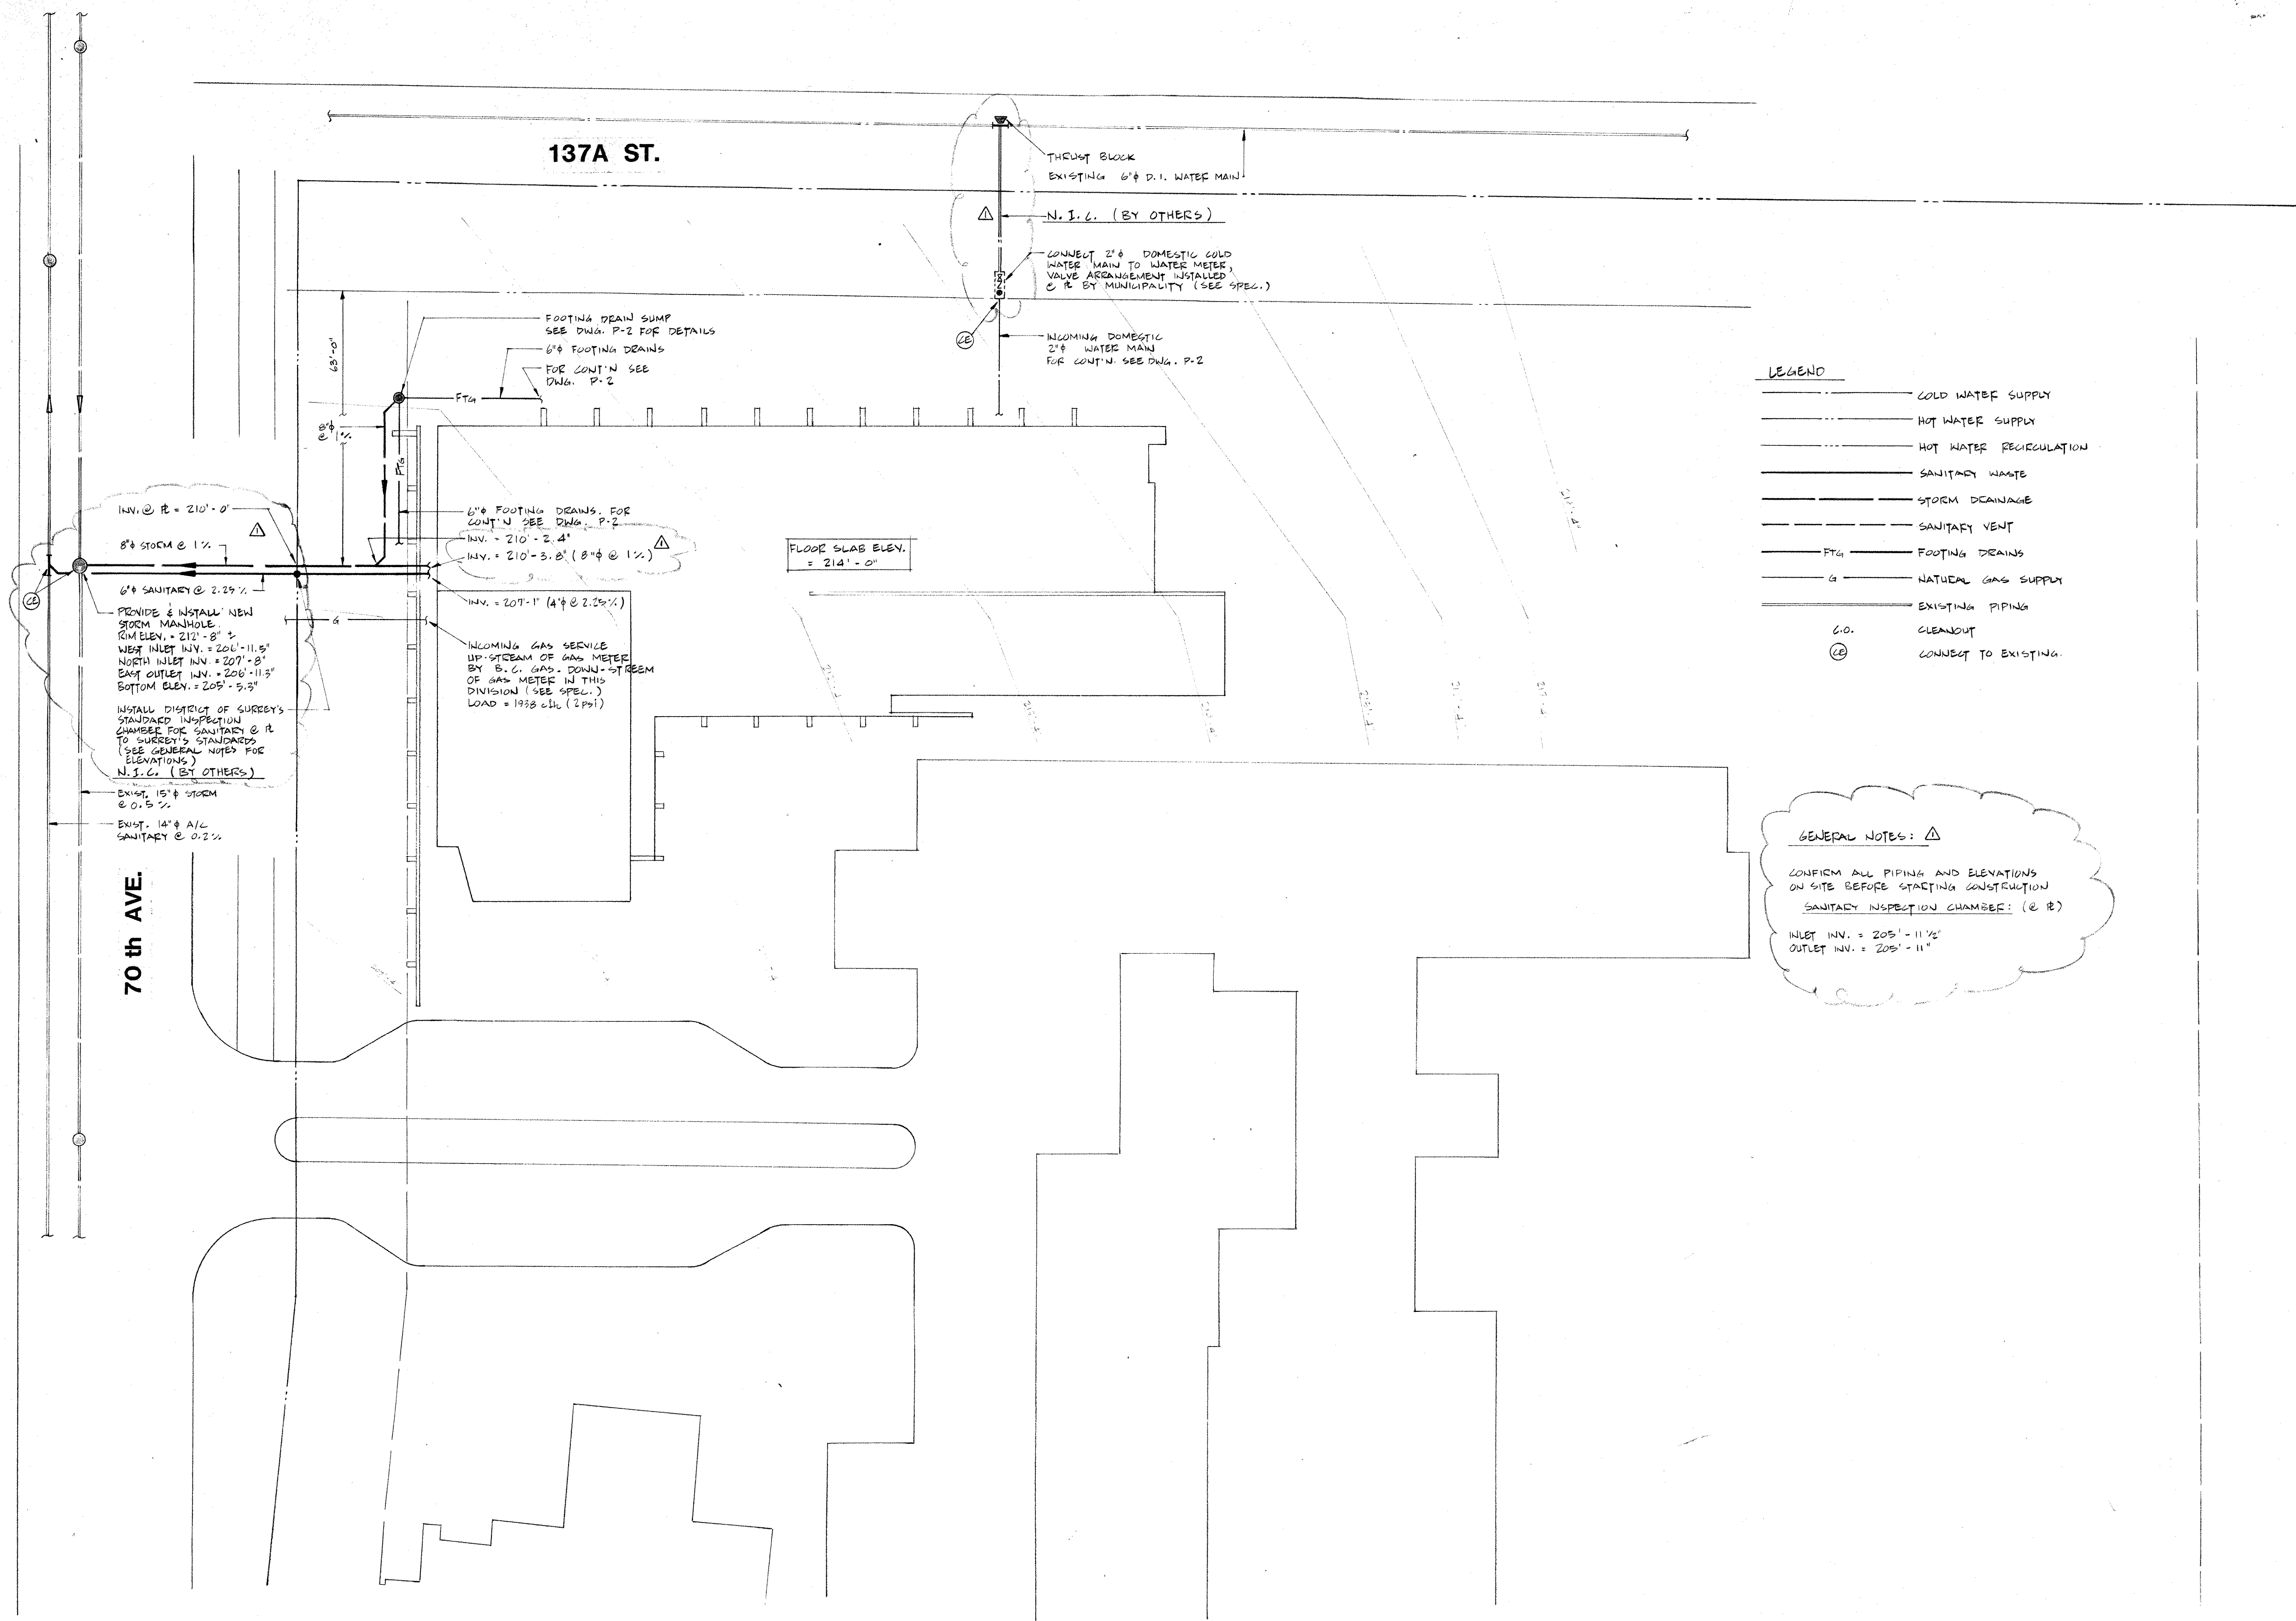 137A ST.
THRUST BLOCK
EXISTING 6"ϕ D.I. WATER MAIN
N.I.C. (BY OTHERS)
CONNECT 2"ϕ DOMESTIC COLD
WATER MAIN TO WATER METER,
VALVE ARRANGEMENT INSTALLED
@ ⅊ BY MUNICIPALITY (SEE SPEC.)
CE
INCOMING DOMESTIC
2"ϕ WATER MAIN
FOR CONT'N. SEE DWG. P-2
FOOTING DRAIN SUMP
SEE DWG. P-2 FOR DETAILS
6"ϕ FOOTING DRAINS
FOR CONT'N SEE
DWG. P-2
63'-0"
FTG
8"ϕ
@ 1%
FTG
6"ϕ FOOTING DRAINS. FOR
CONT'N SEE DWG. P-2
INV. = 210'-2.4"
INV. = 210'-3.8" (8"ϕ @ 1%)
1
INV. = 207'-1" (4"ϕ @ 2.25%)
G
INCOMING GAS SERVICE
UP-STREAM OF GAS METER
BY B.C. GAS. DOWN-STREEM
OF GAS METER IN THIS
DIVISION (SEE SPEC.)
LOAD = 1938 cfh (2psi)
FLOOR SLAB ELEV.
= 214'-0"
INV. @ ⅊ = 210'-0"
1
8"ϕ STORM @ 1%
6"ϕ SANITARY @ 2.25%
CE
PROVIDE & INSTALL NEW
STORM MANHOLE.
RIM ELEV. = 212'-8" ±
WEST INLET INV. = 206'-11.5"
NORTH INLET INV. = 207'-8"
EAST OUTLET INV. = 206'-11.3"
BOTTOM ELEV. = 205'-5.3"
INSTALL DISTRICT OF SURREY'S
STANDARD INSPECTION
CHAMBER FOR SANITARY @ ⅊
TO SURREY'S STANDARDS
(SEE GENERAL NOTES FOR
ELEVATIONS)
N.I.C. (BY OTHERS)
EXIST. 15"ϕ STORM
@ 0.5%
EXIST. 14"ϕ A/C
SANITARY @ 0.2%
70 th AVE.
LEGEND
COLD WATER SUPPLY
HOT WATER SUPPLY
HOT WATER RECIRCULATION
SANITARY WASTE
STORM DRAINAGE
SANITARY VENT
FTG FOOTING DRAINS
G NATURAL GAS SUPPLY
EXISTING PIPING
C.O. CLEANOUT
CE CONNECT TO EXISTING.
GENERAL NOTES: 1
CONFIRM ALL PIPING AND ELEVATIONS
ON SITE BEFORE STARTING CONSTRUCTION
SANITARY INSPECTION CHAMBER: (@ ⅊)
INLET INV. = 205'-11 1/2"
OUTLET INV. = 205'-11"